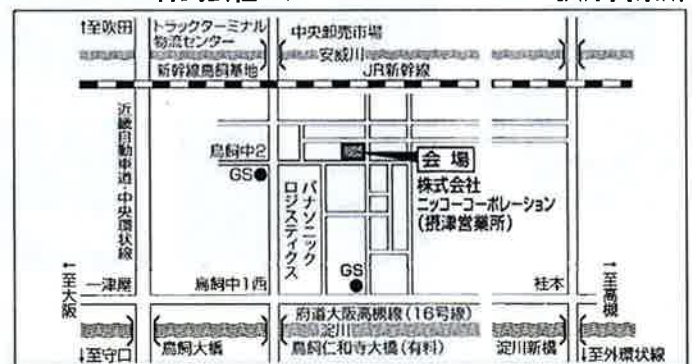 ↑至吹田
トラックターミナル
物流センター
中央卸売市場
安威川
新幹線鳥飼基地
JR新幹線
近畿自動車道・中央環状線
鳥飼中2
GS
会場
株式会社
ニッコーコーポレーション
(摂津営業所)
パナソニック
ロジスティクス
GS
←至大阪
一津屋
鳥飼中1西
桂本
→至高槻
府道大阪高槻線(16号線)
淀川
↓至守口
鳥飼大橋
鳥飼仁和寺大橋(有料)
淀川新橋
↓至外環状線